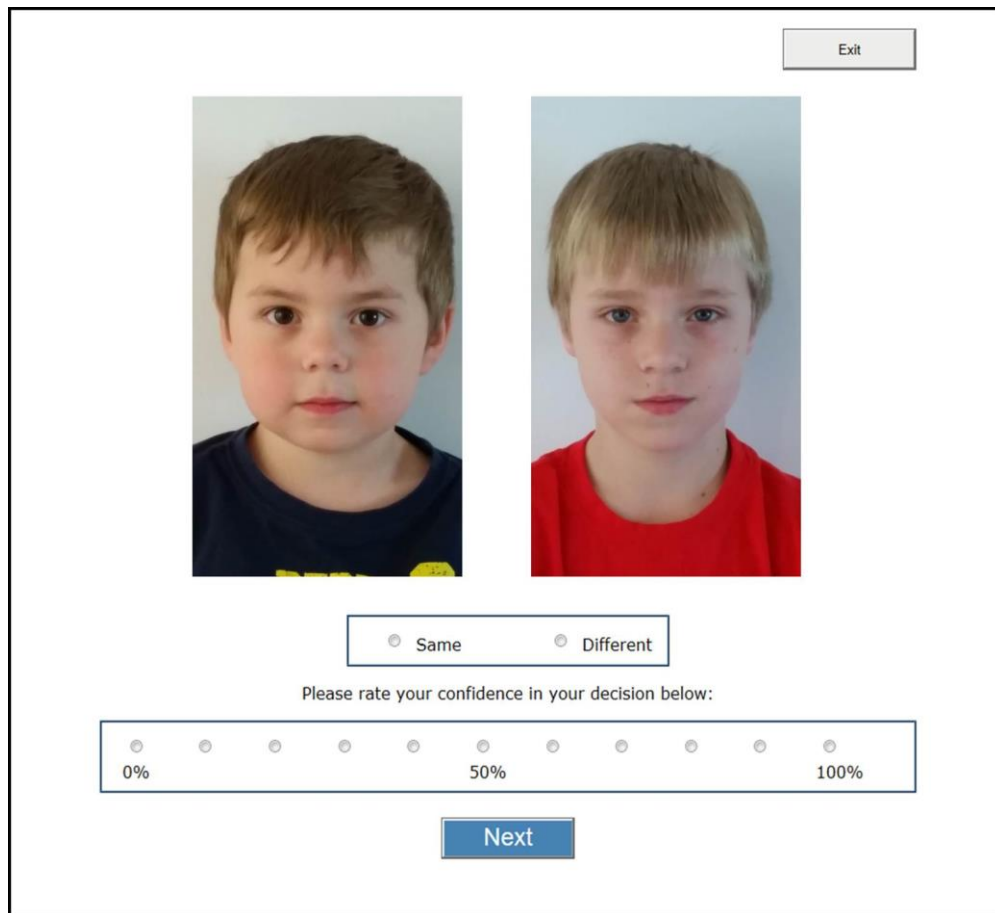 Exit
Same Different
Please rate your confidence in your decision below:
0% 50% 100%
Next